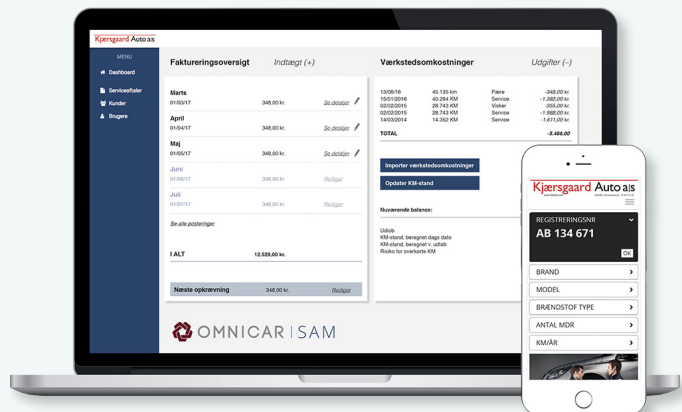 Kjærsgaard Auto a|s
MENU
Dashboard
Serviceaftaler
Kunder
Brugere
Faktureringsoversigt Indtægt (+)
Marts
01/03/17 348,00 kr. Se detaljer
April
01/04/17 348,00 kr. Se detaljer
Maj
01/05/17 348,00 kr. Se detaljer
Juni
01/06/17 348,00 kr. Rediger
Juli
01/07/17 348,00 kr. Rediger
Se alle posteringer
I ALT 12.528,00 kr.
Næste opkrævning 348,00 kr. Rediger
Værkstedsomkostninger Udgifter (–)
13/06/16 45.135 km Pære -348,00 kr.
15/01/2016 40.294 KM Service -1.382,00 kr.
02/02/2015 28.743 KM Visker -355,00 kr.
02/02/2015 28.743 KM Service -1.988,00 kr.
14/03/2014 14.352 KM Service -1.611,00 kr.
TOTAL -5.488,00
Importer værkstedsomkostninger
Opdater KM-stand
Nuværende balance:
Udløb
KM-stand, beregnet dags dato
KM-stand, beregnet v. udløb
Risiko for overkørte KM
OMNICAR | SAM
Kjærsgaard Auto a|s
REGISTRERINGSNR
AB 134 671
OK
BRAND
MODEL
BRÆNDSTOF TYPE
ANTAL MDR
KM/ÅR